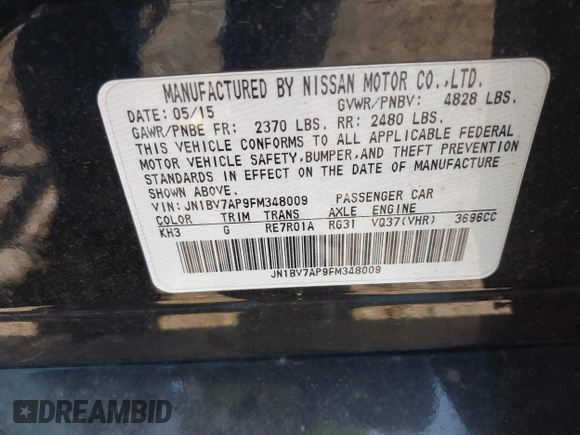 MANUFACTURED BY NISSAN MOTOR CO.,LTD.
DATE: 05/15 GVWR/PNBV: 4828 LBS.
GAWR/PNBE FR: 2370 LBS. RR: 2480 LBS.
THIS VEHICLE CONFORMS TO ALL APPLICABLE FEDERAL
MOTOR VEHICLE SAFETY,BUMPER,AND THEFT PREVENTION
STANDARDS IN EFFECT ON THE DATE OF MANUFACTURE
SHOWN ABOVE.
VIN: JN1BV7AP9FM348009 PASSENGER CAR
COLOR TRIM TRANS AXLE ENGINE
KH3 G RE7R01A RG31 VQ37(VHR) 3696CC
JN1BV7AP9FM348009
DREAMBID